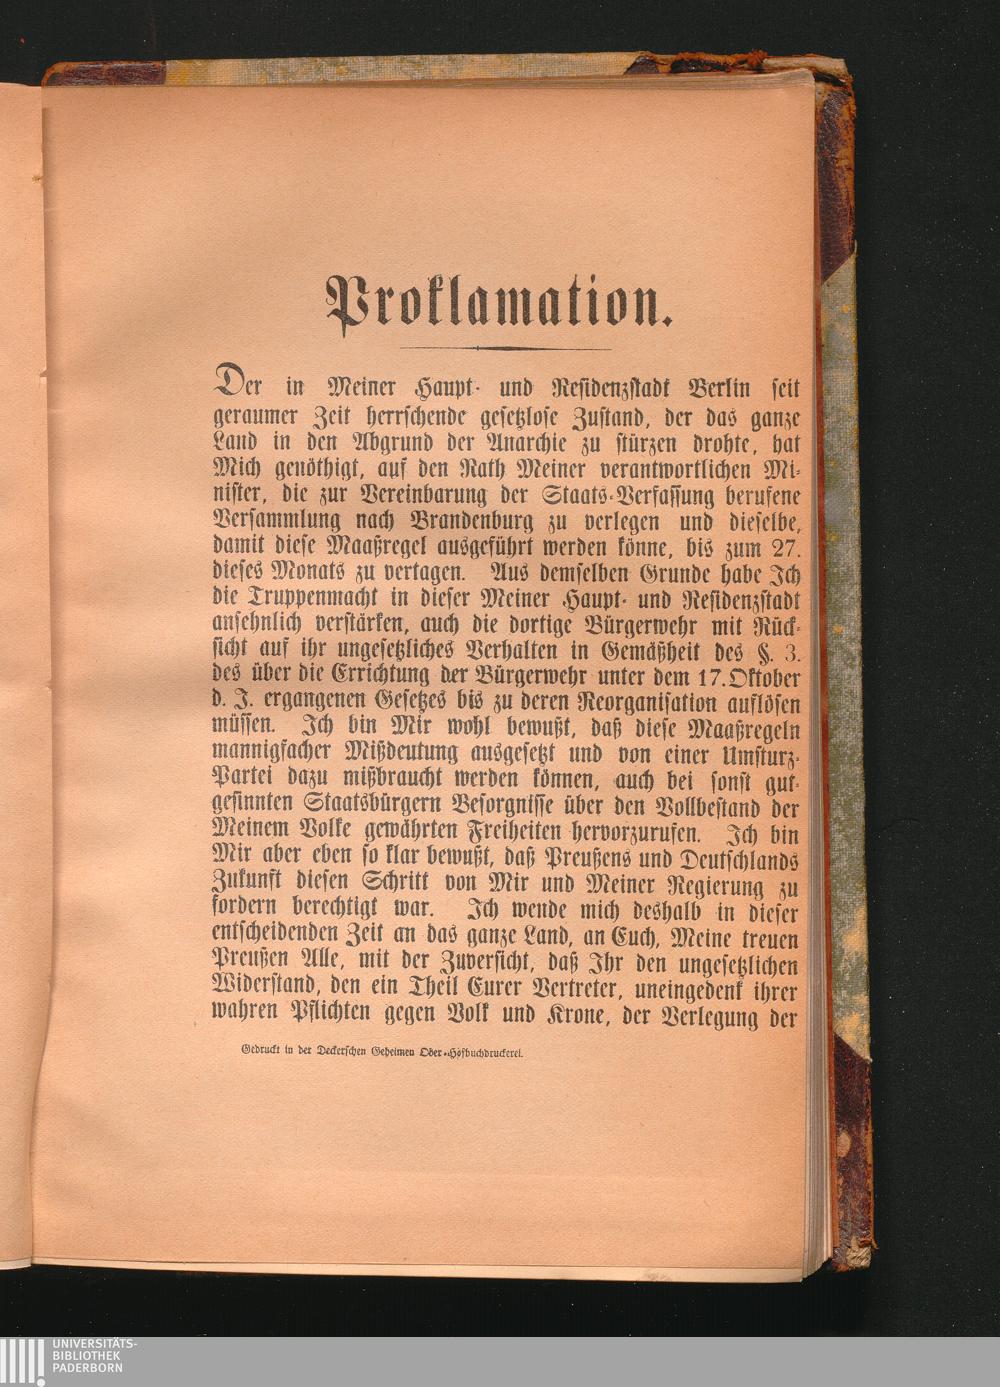 Proklamation.
Der in Meiner Haupt- und Residenzstadt Berlin seit
geraumer Zeit herrschende gesetzlose Zustand, der das ganze
Land in den Abgrund der Anarchie zu stürzen drohte, hat
Mich genöthigt, auf den Rath Meiner verantwortlichen Mi-
nister, die zur Vereinbarung der Staats-Verfassung berufene
Versammlung nach Brandenburg zu verlegen und dieselbe,
damit diese Maaßregel ausgeführt werden könne, bis zum 27.
dieses Monats zu vertagen. Aus demselben Grunde habe Ich
die Truppenmacht in dieser Meiner Haupt- und Residenzstadt
ansehnlich verstärken, auch die dortige Bürgerwehr mit Rück-
sicht auf ihr ungesetzliches Verhalten in Gemäßheit des §. 3.
des über die Errichtung der Bürgerwehr unter dem 17. Oktober
d. J. ergangenen Gesetzes bis zu deren Reorganisation auflösen
müssen. Ich bin Mir wohl bewußt, daß diese Maaßregeln
mannigfacher Mißdeutung ausgesetzt und von einer Umsturz-
Partei dazu mißbraucht werden können, auch bei sonst gut-
gesinnten Staatsbürgern Besorgnisse über den Vollbestand der
Meinem Volke gewährten Freiheiten hervorzurufen. Ich bin
Mir aber eben so klar bewußt, daß Preußens und Deutschlands
Zukunft diesen Schritt von Mir und Meiner Regierung zu
fordern berechtigt war. Ich wende mich deshalb in dieser
entscheidenden Zeit an das ganze Land, an Euch, Meine treuen
Preußen Alle, mit der Zuversicht, daß Ihr den ungesetzlichen
Widerstand, den ein Theil Eurer Vertreter, uneingedenk ihrer
wahren Pflichten gegen Volk und Krone, der Verlegung der
Gedruckt in der Deckerschen Geheimen Ober-Hofbuchdruckerei.
UNIVERSITÄTS-
BIBLIOTHEK
PADERBORN